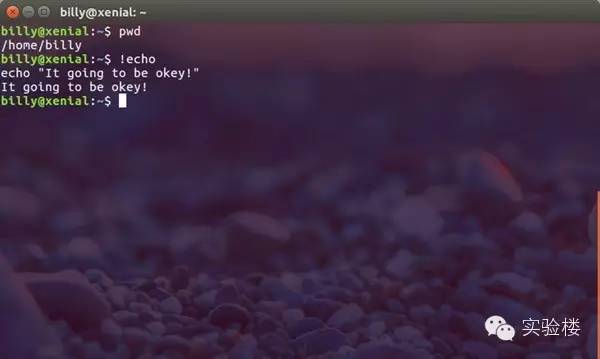 billy@xenial: ~
billy@xenial:~$ pwd
/home/billy
billy@xenial:~$ !echo
echo "It going to be okey!"
It going to be okey!
billy@xenial:~$
实验楼